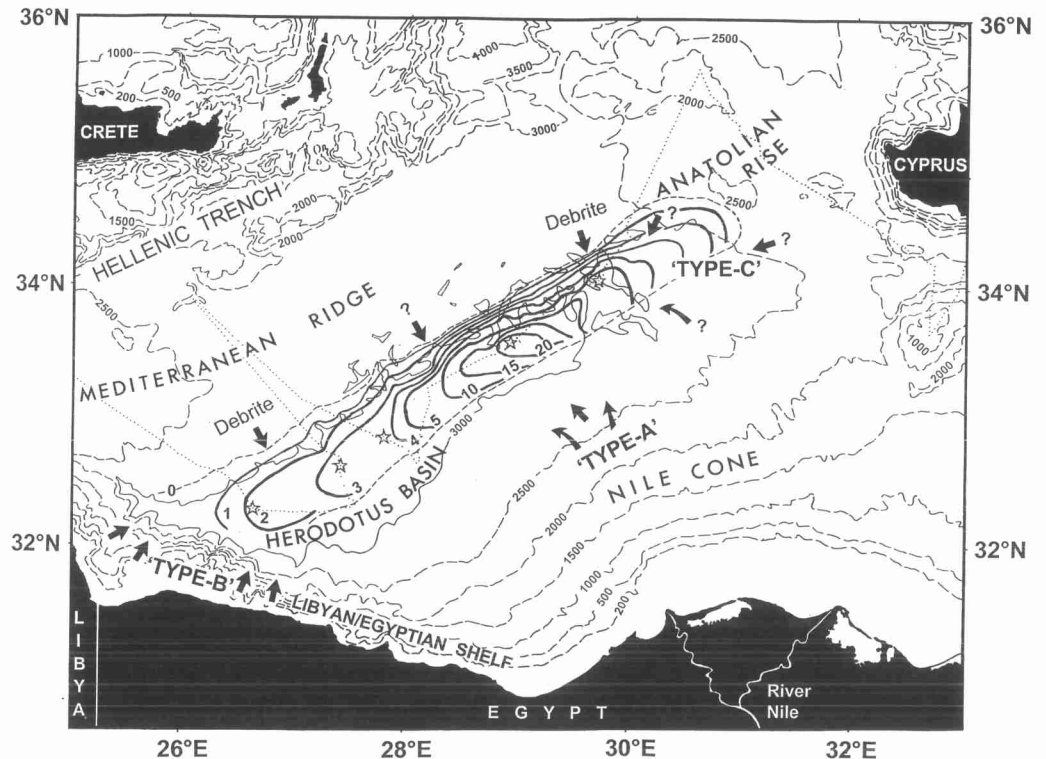 36°N
36°N
1000
200
500
4000
3500
3000
2500
2000
CRETE
CYPRUS
1500
2000
2000
HELLENIC TRENCH
ANATOLIAN
RISE
2500
Debrite
?
?
34°N
34°N
'TYPE-C'
2500
MEDITERRANEAN RIDGE
?
?
1000
2000
20
15
10
5
4
3
2
1
0
3000
Debrite
'TYPE-A'
HERODOTUS BASIN
NILE CONE
2500
2000
1500
1000
500
200
32°N
32°N
'TYPE-B'
LIBYAN/EGYPTIAN SHELF
LIBYA
River
Nile
EGYPT
26°E
28°E
30°E
32°E